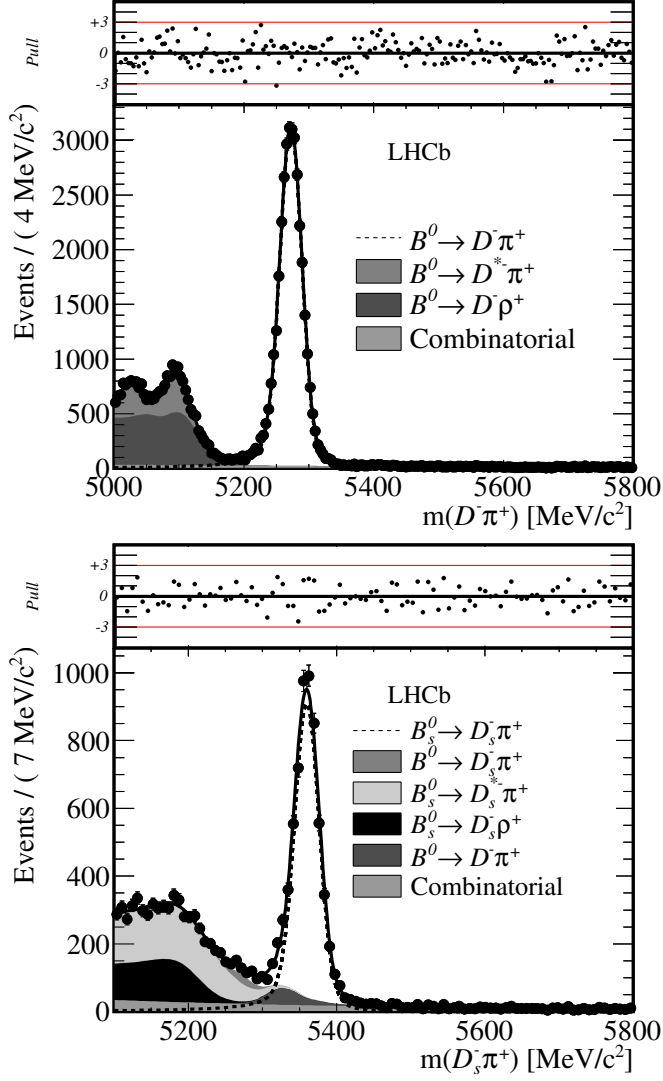 Pull
+3
0
-3
Events / ( 4 MeV/c²)
3000
2500
2000
1500
1000
500
0
LHCb
B⁰→ D⁻π⁺
B⁰→ D*⁻π⁺
B⁰→ D⁻ρ⁺
Combinatorial
5000 5200 5400 5600 5800
m(D⁻π⁺) [MeV/c²]
Pull
+3
0
-3
Events / ( 7 MeV/c²)
1000
800
600
400
200
0
LHCb
B⁰ₛ→ D⁻ₛπ⁺
B⁰→ D⁻ₛπ⁺
B⁰ₛ→ D*⁻ₛπ⁺
B⁰ₛ→ D⁻ₛρ⁺
B⁰→ D⁻π⁺
Combinatorial
5200 5400 5600 5800
m(D⁻ₛπ⁺) [MeV/c²]